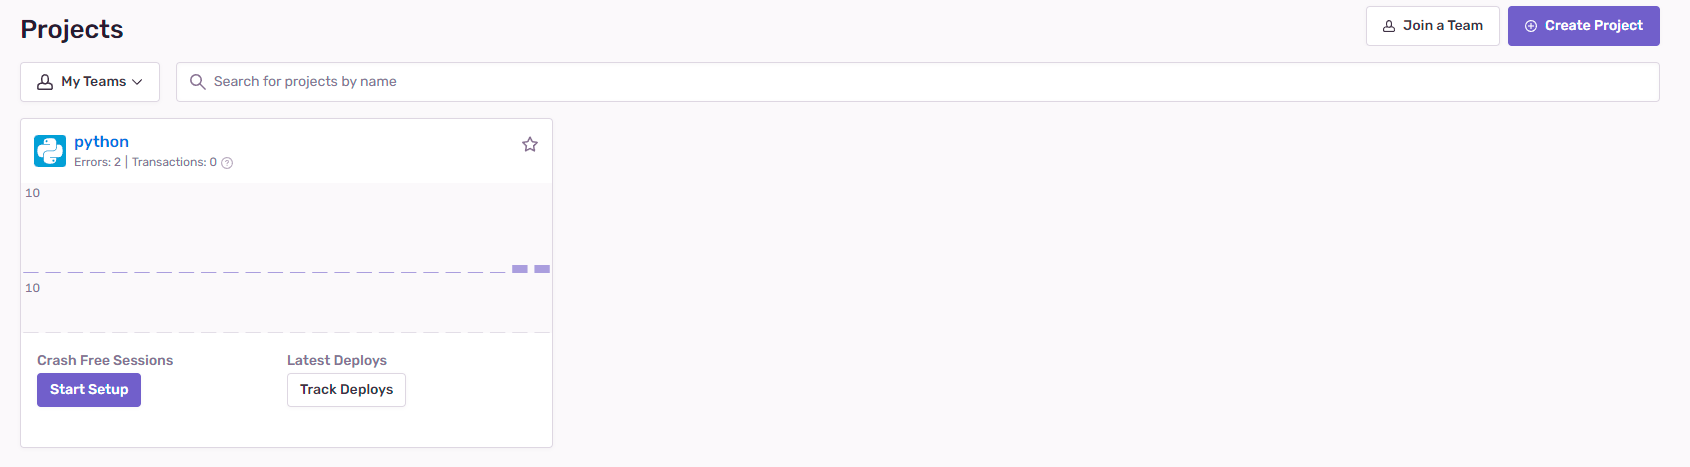 Projects
Join a Team
Create Project
My Teams
Search for projects by name
python
Errors: 2 | Transactions: 0 ?
10
10
Crash Free Sessions
Latest Deploys
Start Setup
Track Deploys